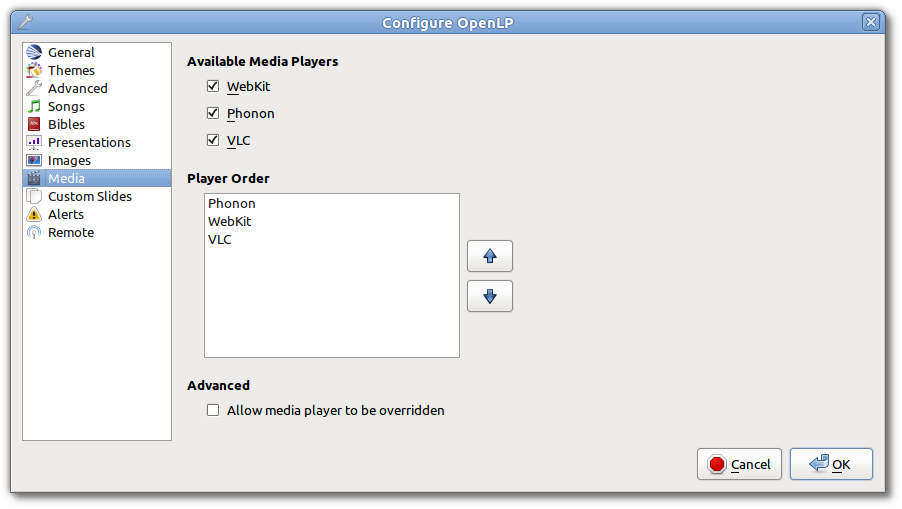 Configure OpenLP
General
Themes
Advanced
Songs
Bibles
Presentations
Images
Media
Custom Slides
Alerts
Remote
Available Media Players
WebKit
Phonon
VLC
Player Order
Phonon
WebKit
VLC
Advanced
Allow media player to be overridden
Cancel
OK